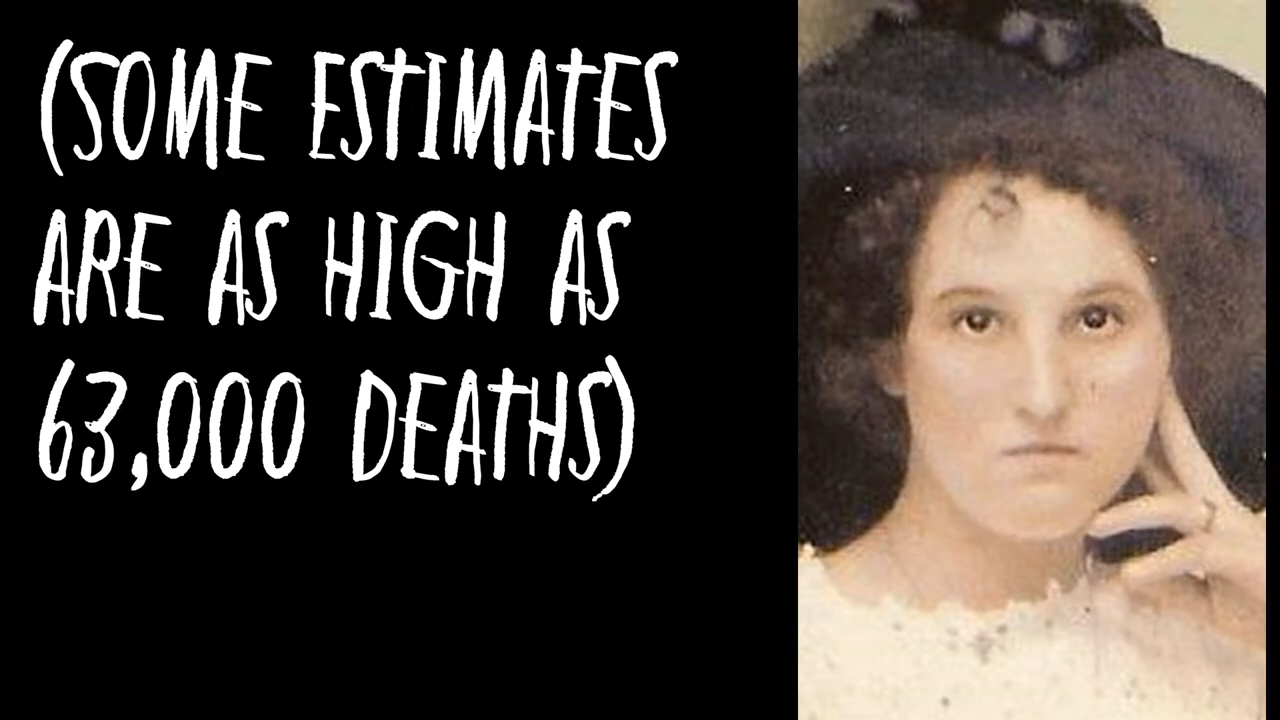 (SOME ESTIMATES
ARE AS HIGH AS
63,000 DEATHS)